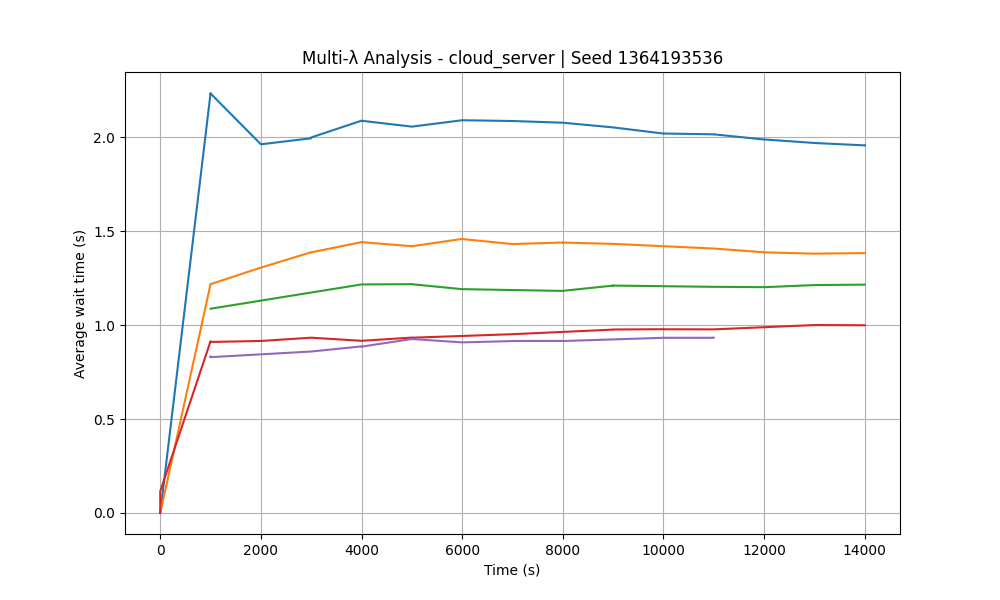 Multi-λ Analysis - cloud_server | Seed 1364193536
Average wait time (s)
2.0
1.5
1.0
0.5
0.0
0 2000 4000 6000 8000 10000 12000 14000
Time (s)